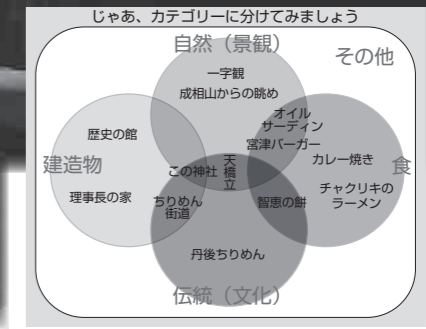 じゃあ、カテゴリーに分けてみましょう
自然（景観）
その他
一字観
成相山からの眺め
オイル
サーディン
宮津バーガー
歴史の館
カレー焼き
建造物
この神社
天橋立
食
理事長の家
ちりめん
街道
智恵の餅
チャクリキの
ラーメン
丹後ちりめん
伝統（文化）